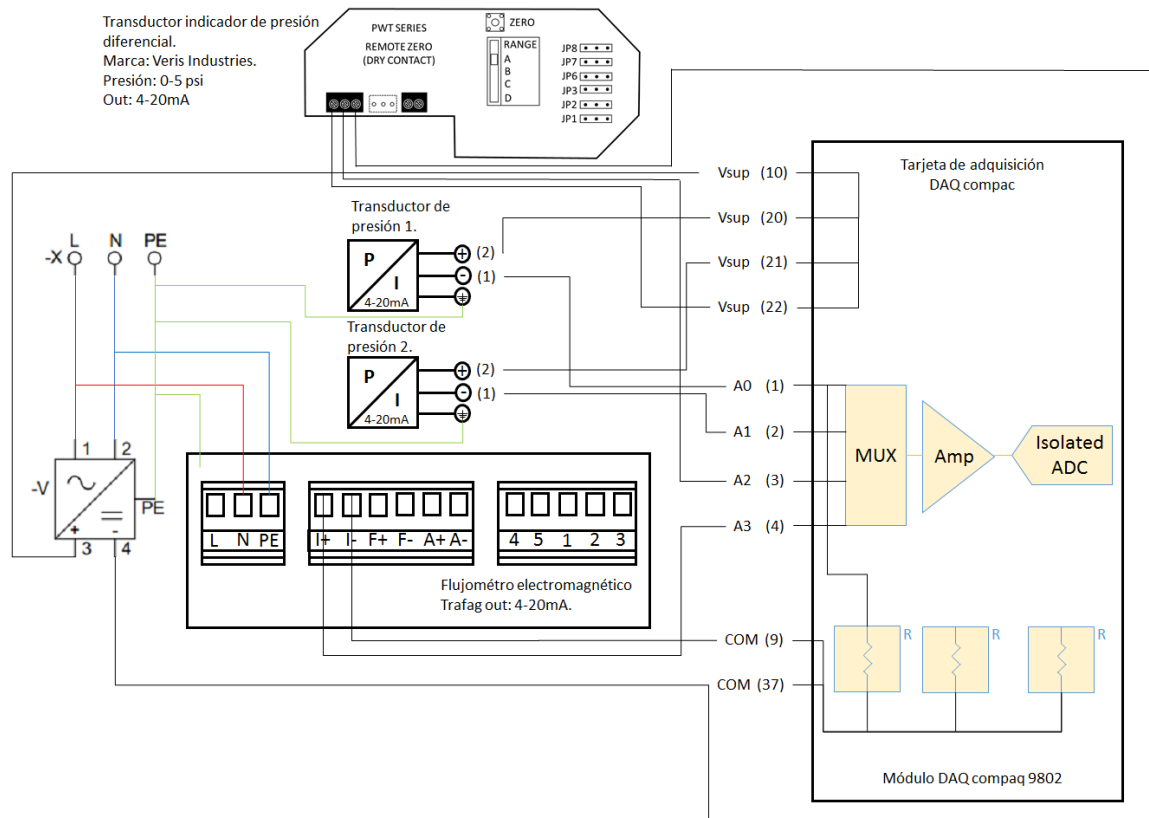 Transductor indicador de presión
diferencial.
Marca: Veris Industries.
Presión: 0-5 psi
Out: 4-20mA
PWT SERIES
REMOTE ZERO
(DRY CONTACT)
ZERO
RANGE
A
B
C
D
JP8
JP7
JP6
JP3
JP2
JP1
Tarjeta de adquisición
DAQ compac
Vsup (10)
Vsup (20)
Vsup (21)
Vsup (22)
Transductor de
presión 1.
P
I
4-20mA
+ (2)
- (1)
Transductor de
presión 2.
P
I
4-20mA
+ (2)
- (1)
L N PE
-X
1 2
-V
PE
+ -
3 4
A0 (1)
A1 (2)
A2 (3)
A3 (4)
MUX
Amp
Isolated
ADC
L N PE
I+ I- F+ F- A+ A-
4 5 1 2 3
Flujométro electromagnético
Trafag out: 4-20mA.
COM (9)
COM (37)
R
R
R
Módulo DAQ compaq 9802